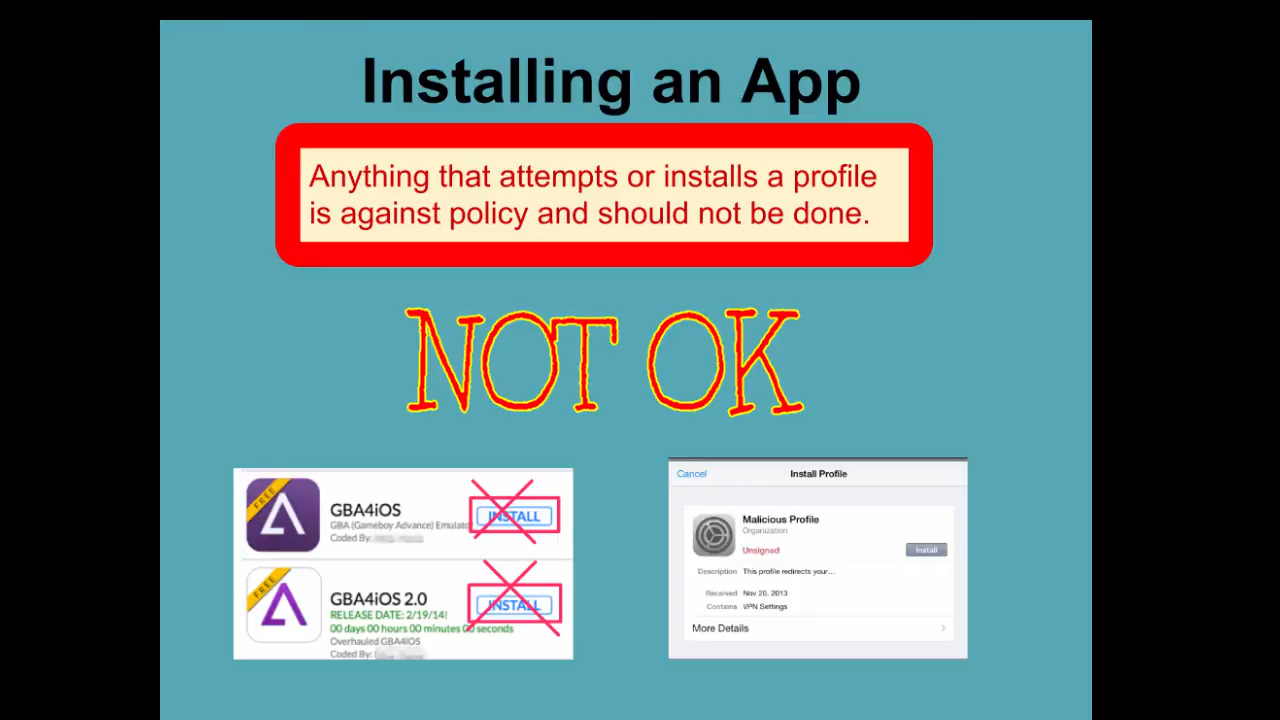 Installing an App
Anything that attempts or installs a profile
is against policy and should not be done.
NOT OK
FREE
GBA4iOS
INSTALL
GBA (Gameboy Advance) Emulato
Coded By:
FREE
GBA4iOS 2.0
INSTALL
RELEASE DATE: 2/19/14!
00 days 00 hours 00 minutes 00 seconds
Overhauled GBA4iOS
Coded By:
Cancel Install Profile
Malicious Profile
Organization
Unsigned Install
Description This profile redirects your...
Received Nov 20, 2013
Contains VPN Settings
More Details